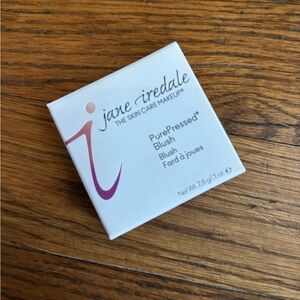 jane iredale
THE SKIN CARE MAKEUP®
PurePressed®
Blush
Blush
Fard à joues
Net Wt. 2.8 g/.1 oz ℮